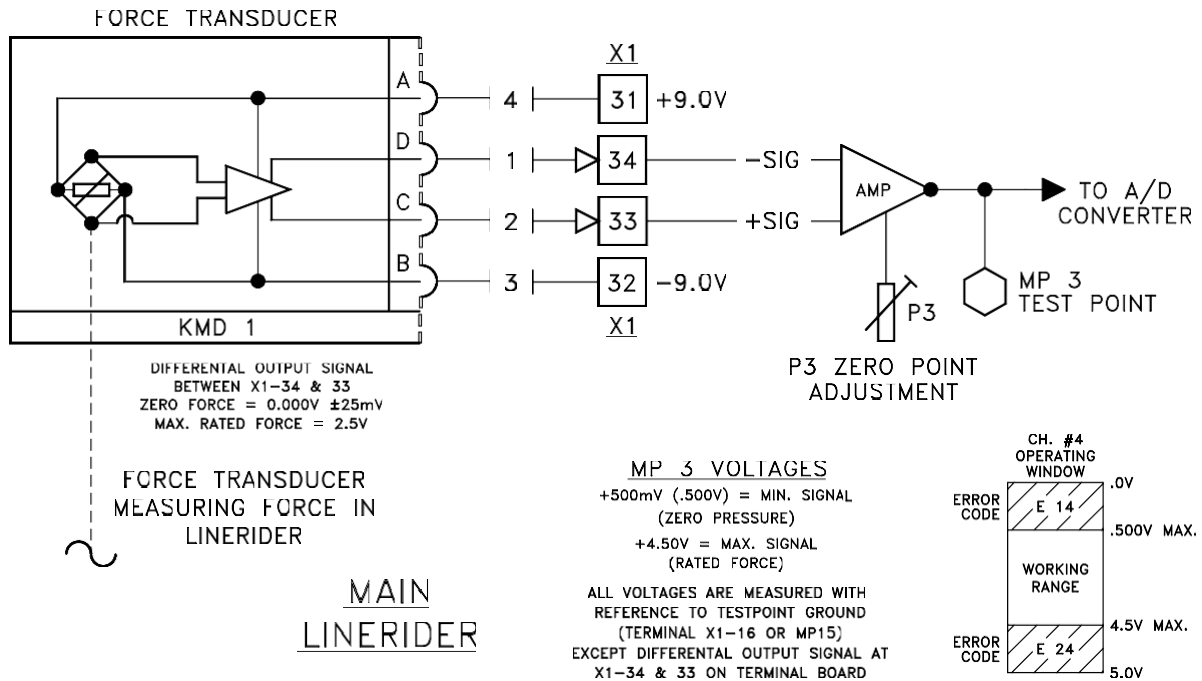 FORCE TRANSDUCER
A
4
X1
31 +9.0V
D
1
34
-SIG
C
2
33
+SIG
B
3
32 -9.0V
X1
KMD 1
AMP
TO A/D
CONVERTER
P3
MP 3
TEST POINT
P3 ZERO POINT
ADJUSTMENT
DIFFERENTAL OUTPUT SIGNAL
BETWEEN X1-34 & 33
ZERO FORCE = 0.000V ±25mV
MAX. RATED FORCE = 2.5V
FORCE TRANSDUCER
MEASURING FORCE IN
LINERIDER
MAIN
LINERIDER
MP 3 VOLTAGES
+500mV (.500V) = MIN. SIGNAL
(ZERO PRESSURE)
+4.50V = MAX. SIGNAL
(RATED FORCE)
ALL VOLTAGES ARE MEASURED WITH
REFERENCE TO TESTPOINT GROUND
(TERMINAL X1-16 OR MP15)
EXCEPT DIFFERENTAL OUTPUT SIGNAL AT
X1-34 & 33 ON TERMINAL BOARD
CH. #4
OPERATING
WINDOW
.0V
ERROR
CODE
E 14
.500V MAX.
WORKING
RANGE
4.5V MAX.
ERROR
CODE
E 24
5.0V